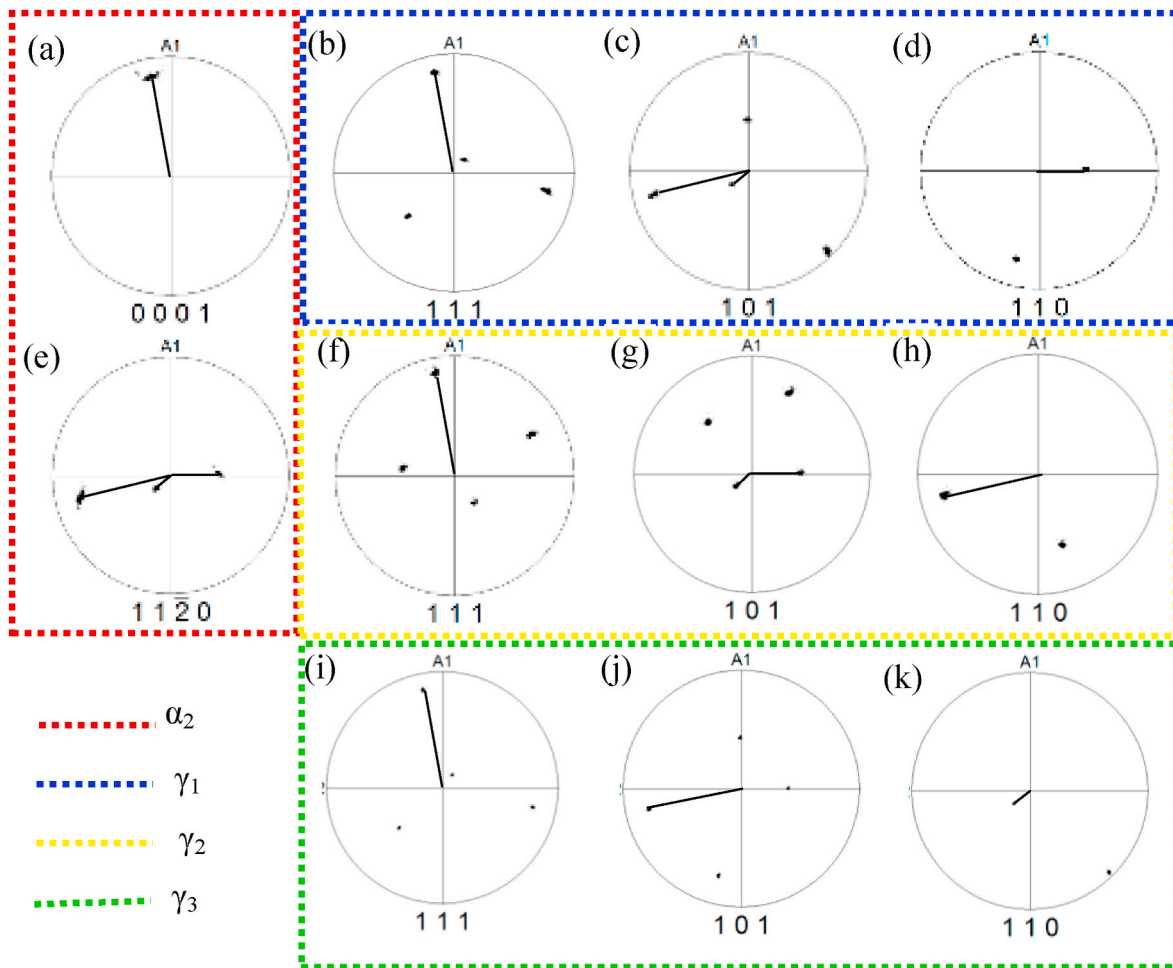 (a)
A1
0 0 0 1
(b)
A1
1 1 1
(c)
A1
1 0 1
(d)
A1
1 1 0
(e)
A1
1 1 2̅ 0
(f)
A1
1 1 1
(g)
A1
1 0 1
(h)
A1
1 1 0
(i)
A1
1 1 1
(j)
A1
1 0 1
(k)
A1
1 1 0
α₂
γ₁
γ₂
γ₃